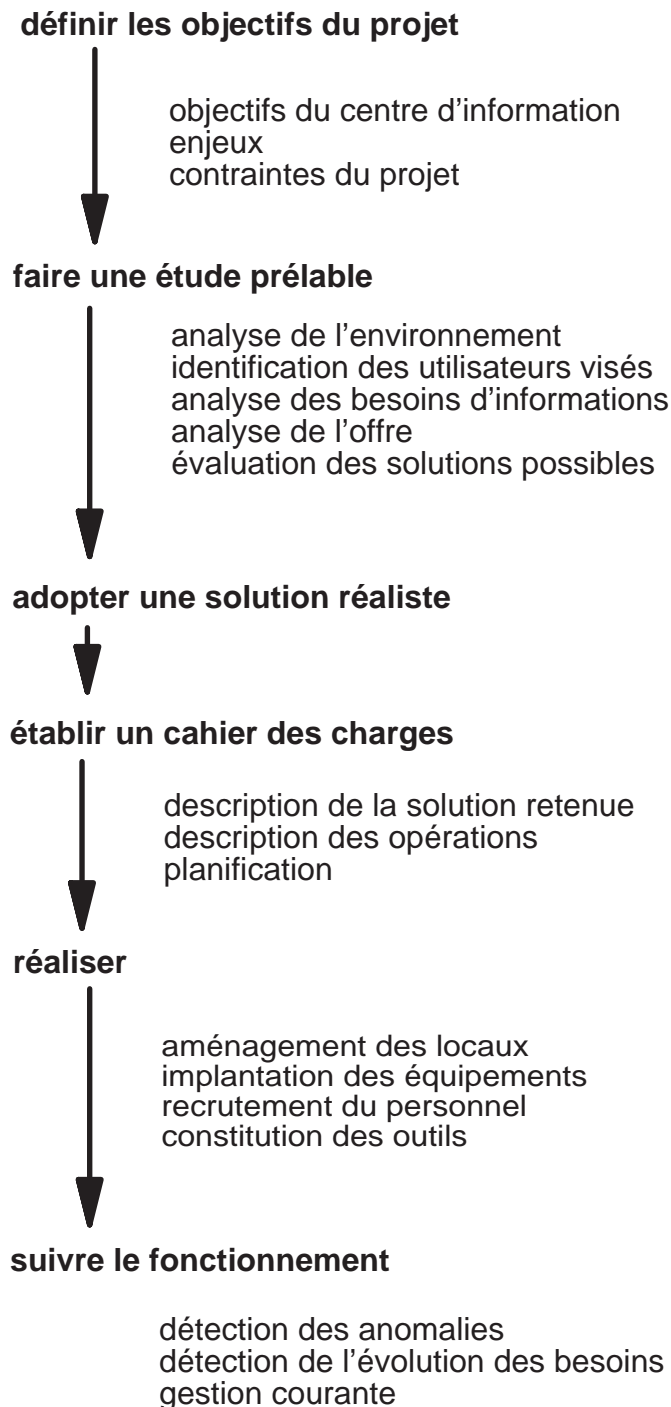 définir les objectifs du projet
objectifs du centre d’information
enjeux
contraintes du projet
faire une étude prélable
analyse de l’environnement
identification des utilisateurs visés
analyse des besoins d’informations
analyse de l’offre
évaluation des solutions possibles
adopter une solution réaliste
établir un cahier des charges
description de la solution retenue
description des opérations
planification
réaliser
aménagement des locaux
implantation des équipements
recrutement du personnel
constitution des outils
suivre le fonctionnement
détection des anomalies
détection de l’évolution des besoins
gestion courante